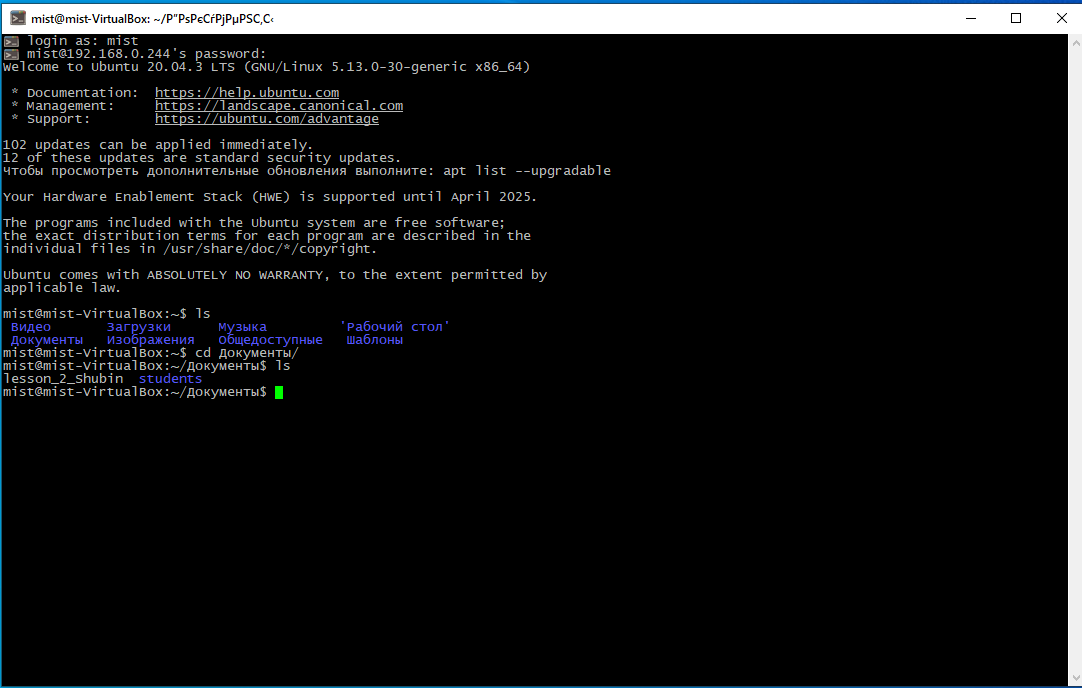 mist@mist-VirtualBox: ~/Р”РѕРєСѓРјРµРЅС‚С‹
login as: mist
mist@192.168.0.244's password:
Welcome to Ubuntu 20.04.3 LTS (GNU/Linux 5.13.0-30-generic x86_64)
* Documentation: https://help.ubuntu.com
* Management: https://landscape.canonical.com
* Support: https://ubuntu.com/advantage
102 updates can be applied immediately.
12 of these updates are standard security updates.
Чтобы просмотреть дополнительные обновления выполните: apt list --upgradable
Your Hardware Enablement Stack (HWE) is supported until April 2025.
The programs included with the Ubuntu system are free software;
the exact distribution terms for each program are described in the
individual files in /usr/share/doc/*/copyright.
Ubuntu comes with ABSOLUTELY NO WARRANTY, to the extent permitted by
applicable law.
mist@mist-VirtualBox:~$ ls
Видео Загрузки Музыка 'Рабочий стол'
Документы Изображения Общедоступные Шаблоны
mist@mist-VirtualBox:~$ cd Документы/
mist@mist-VirtualBox:~/Документы$ ls
lesson_2_Shubin students
mist@mist-VirtualBox:~/Документы$